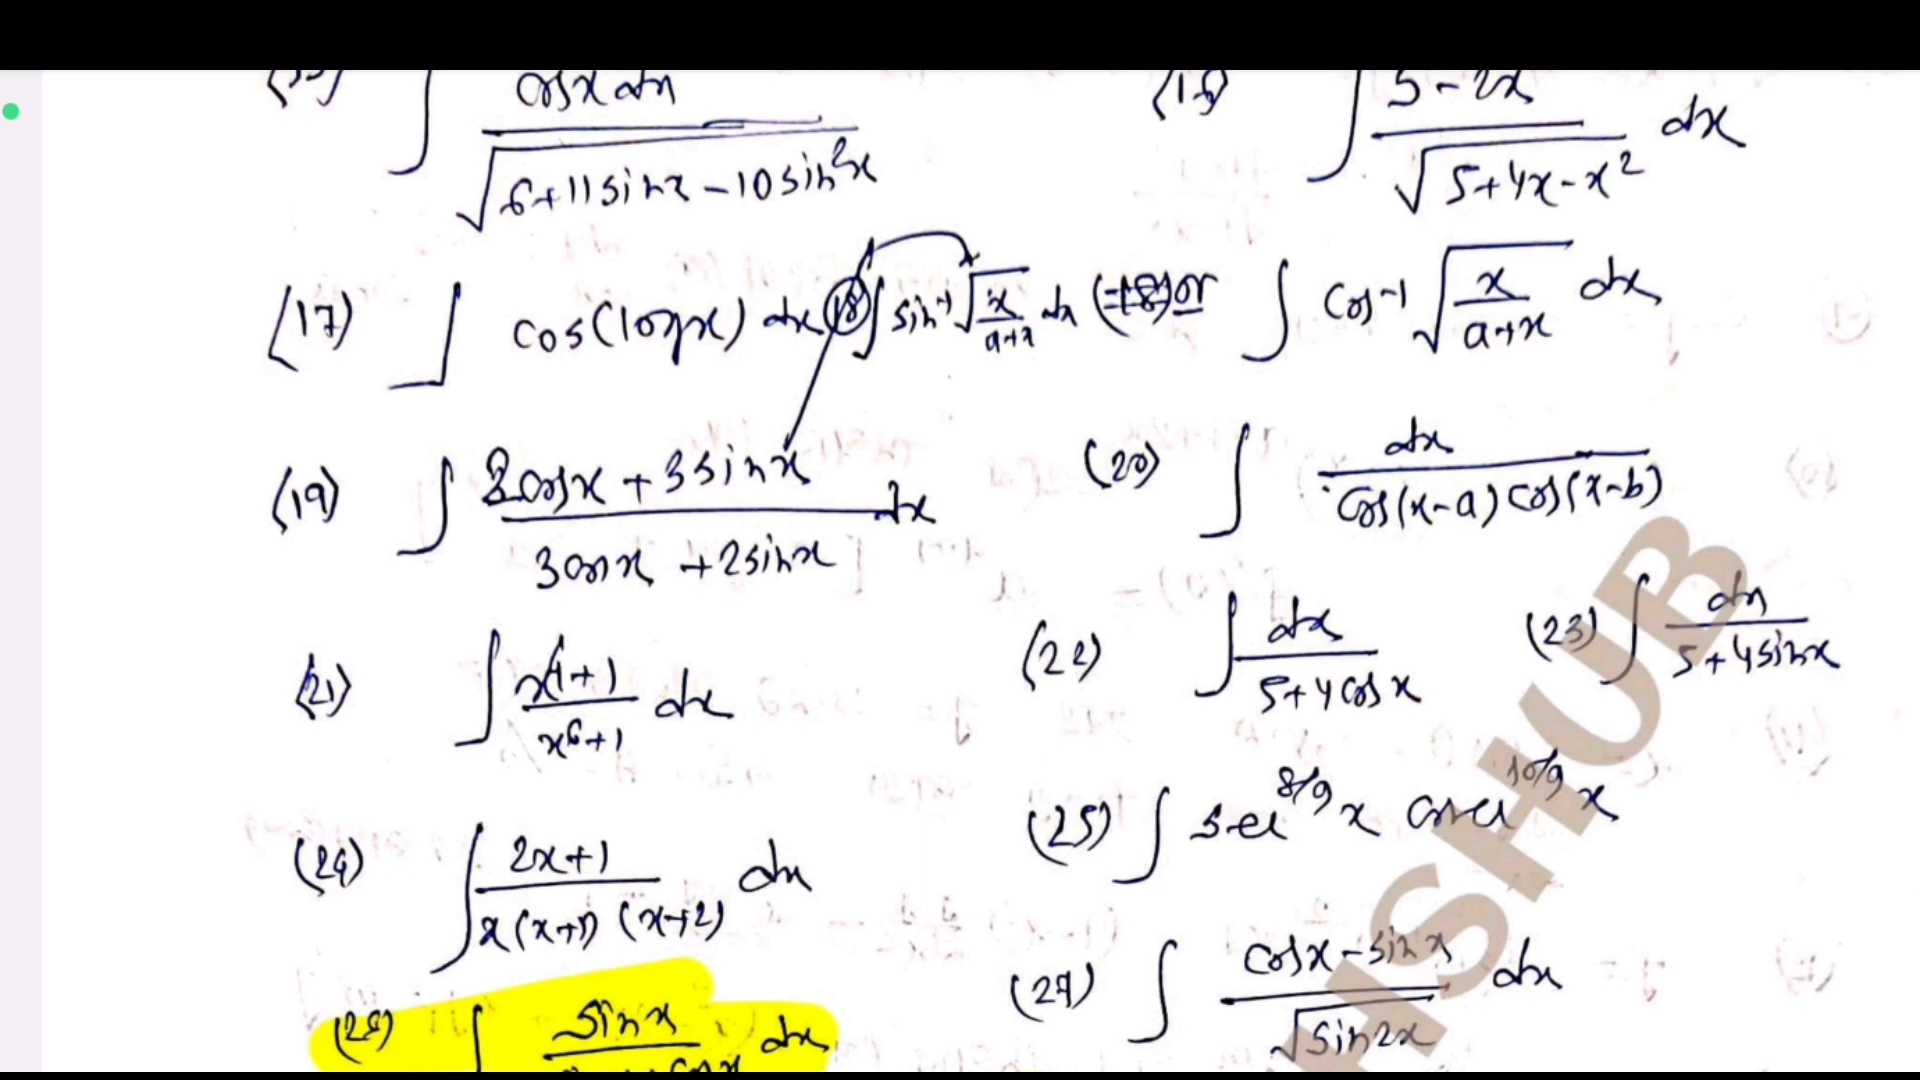 (15) ∫ cosx dx / √(6+11sinx-10sin²x)
(16) ∫ 5-2x / √(5+4x-x²) dx
(17) ∫ cos(logx) dx (18) ∫ sin⁻¹ √(x/(a+x)) dx (18) or ∫ cos⁻¹ √(x/(a+x)) dx
(19) ∫ (2cosx + 3sinx) / (3cosx + 2sinx) dx
(20) ∫ dx / (cos(x-a) cos(x-b))
(21) ∫ (x⁴+1) / (x⁶+1) dx
(22) ∫ dx / (5+4cosx)
(23) ∫ dx / (5+4sinx)
(24) ∫ (2x+1) / (x(x+1)(x+2)) dx
(25) ∫ sec^8/9 x cosec^10/9 x
(27) ∫ (cosx-sinx) / √(sin2x) dx
sinx dx
HSHUB